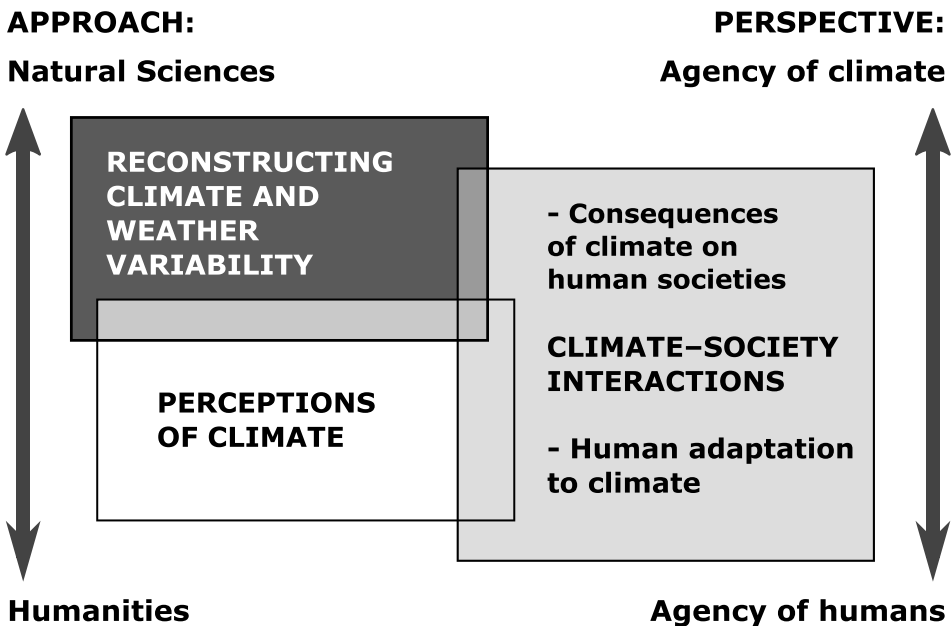 APPROACH:
Natural Sciences
PERSPECTIVE:
Agency of climate
RECONSTRUCTING
CLIMATE AND
WEATHER
VARIABILITY
- Consequences
of climate on
human societies
CLIMATE–SOCIETY
INTERACTIONS
- Human adaptation
to climate
PERCEPTIONS
OF CLIMATE
Humanities
Agency of humans